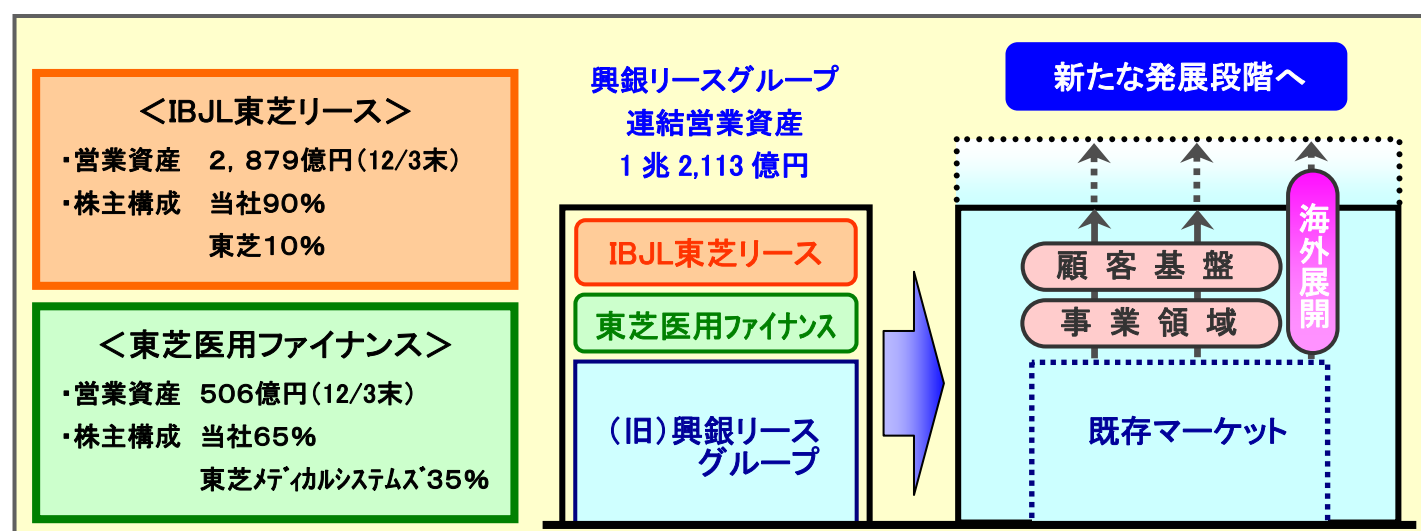 ＜IBJL東芝リース＞
・営業資産　2，879億円（12/3末）
・株主構成　当社90％
東芝10％
＜東芝医用ファイナンス＞
・営業資産　506億円（12/3末）
・株主構成　当社65％
東芝ﾒﾃﾞｨｶﾙｼｽﾃﾑｽﾞ35％
興銀リースグループ
連結営業資産
1 兆 2,113 億円
IBJL東芝リース
東芝医用ファイナンス
（旧）興銀リース
グループ
新たな発展段階へ
顧客基盤
事業領域
海外展開
既存マーケット